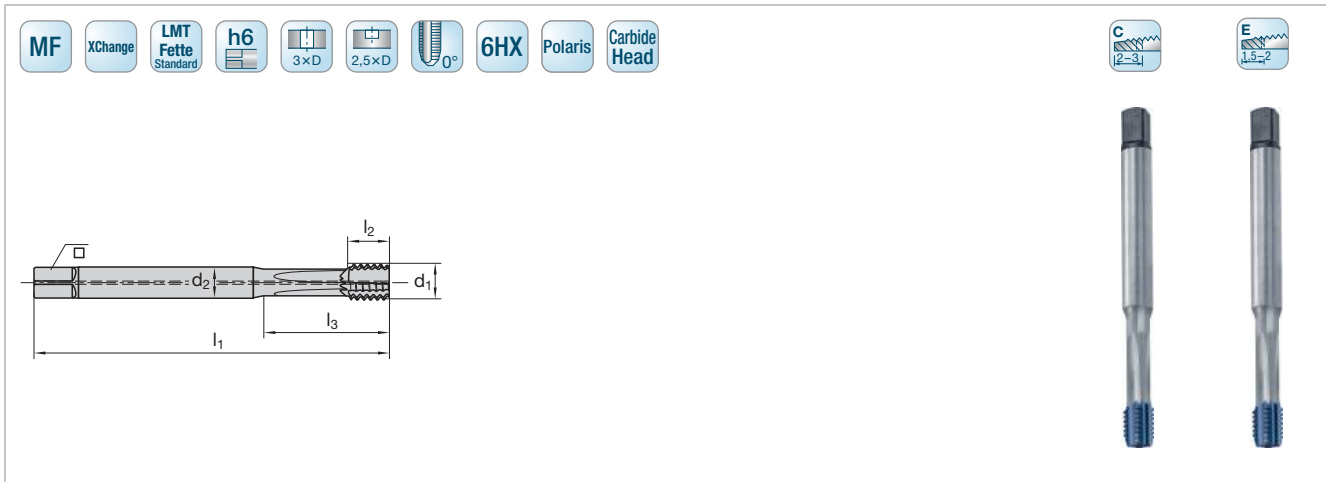 MF
XChange
LMT
Fette
Standard
h6
3×D
2,5×D
0°
6HX
Polaris
Carbide
Head
C
2–3
E
1,5–2
l₂
d₂
d₁
l₃
l₁